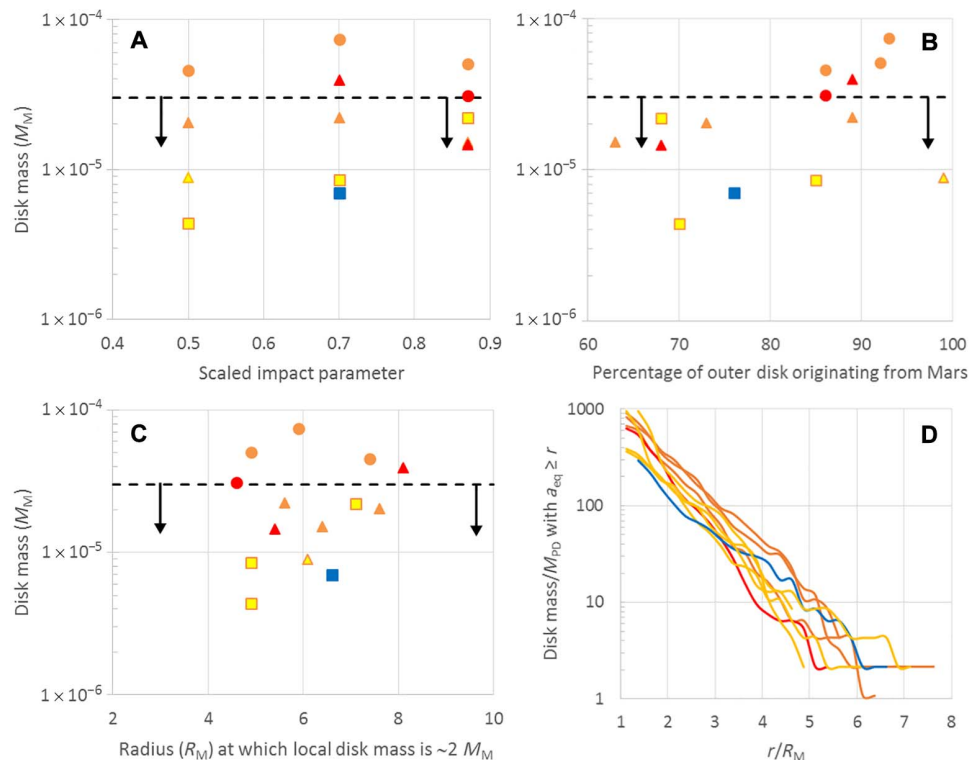 A
Disk mass (M_M)
1 × 10⁻⁴
1 × 10⁻⁵
1 × 10⁻⁶
0.4 0.5 0.6 0.7 0.8 0.9
Scaled impact parameter
B
1 × 10⁻⁴
1 × 10⁻⁵
1 × 10⁻⁶
60 70 80 90 100
Percentage of outer disk originating from Mars
C
Disk mass (M_M)
1 × 10⁻⁴
1 × 10⁻⁵
1 × 10⁻⁶
2 4 6 8 10
Radius (R_M) at which local disk mass is ~2 M_M
D
Disk mass/M_PD with a_eq ≥ r
1000
100
10
1
1 2 3 4 5 6 7 8
r/R_M